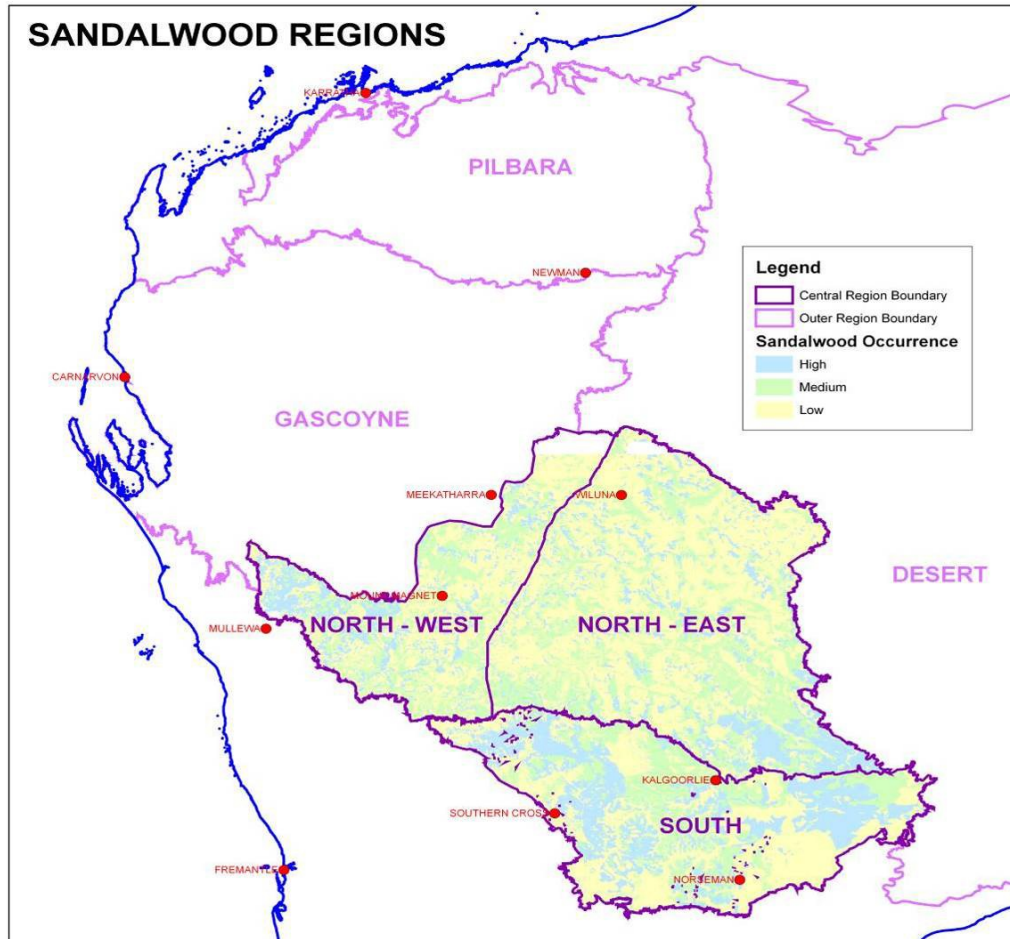 SANDALWOOD REGIONS
KARRATHA
PILBARA
NEWMAN
Legend
Central Region Boundary
Outer Region Boundary
Sandalwood Occurrence
High
Medium
Low
CARNARVON
GASCOYNE
MEEKATHARRA
WILUNA
DESERT
MOUNT MAGNET
NORTH - WEST
NORTH - EAST
MULLEWA
KALGOORLIE
SOUTHERN CROSS
SOUTH
FREMANTLE
NORSEMAN